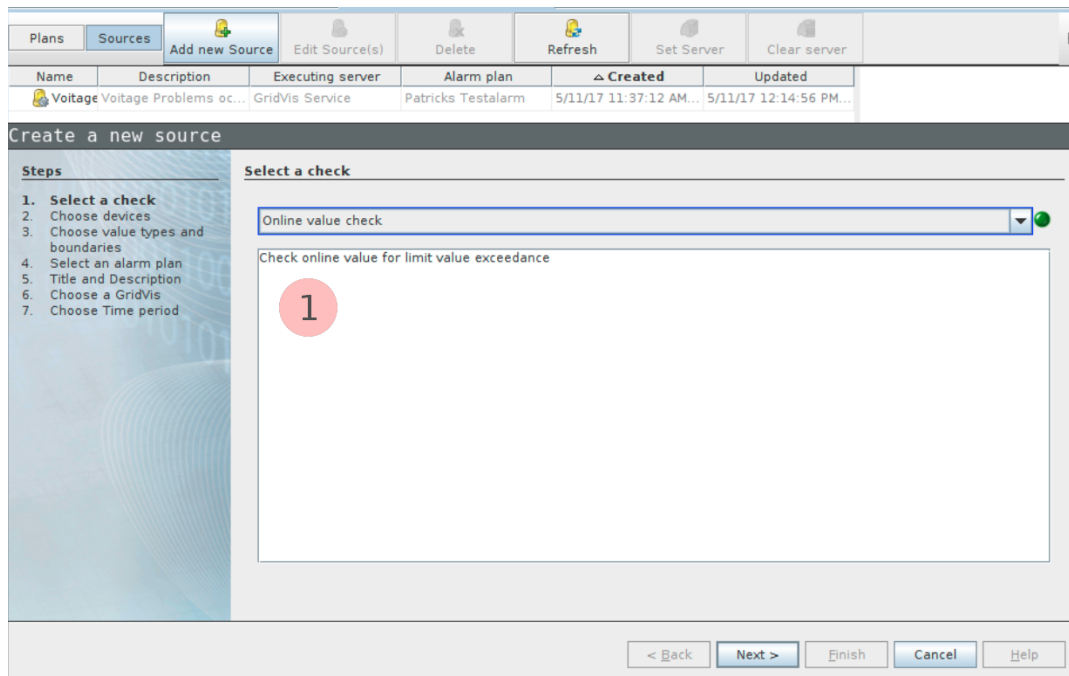 Plans
Sources
Add new Source
Edit Source(s)
Delete
Refresh
Set Server
Clear server
Name Description Executing server Alarm plan Created Updated
Voitage Voitage Problems oc... GridVis Service Patricks Testalarm 5/11/17 11:37:12 AM... 5/11/17 12:14:56 PM...
Create a new source
Steps
1. Select a check
2. Choose devices
3. Choose value types and
boundaries
4. Select an alarm plan
5. Title and Description
6. Choose a GridVis
7. Choose Time period
Select a check
Online value check
Check online value for limit value exceedance
1
< Back Next > Finish Cancel Help